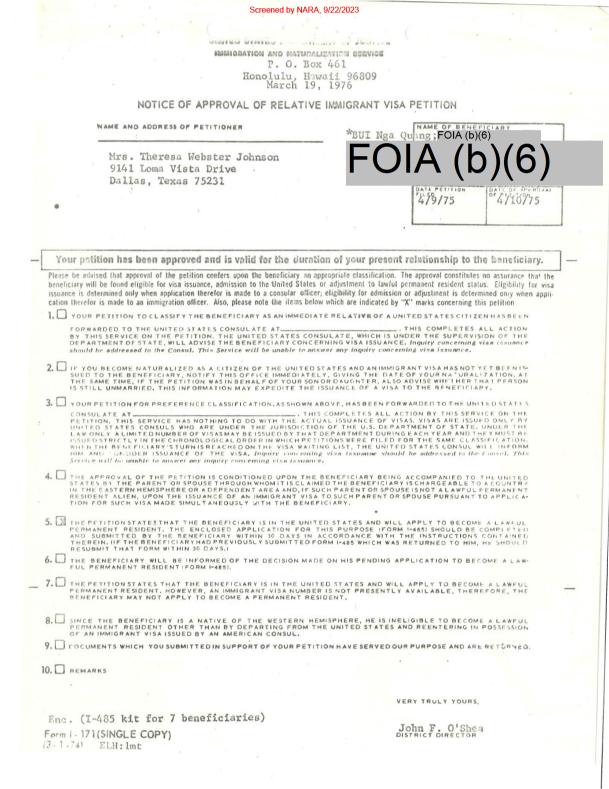 Screened by NARA, 9/22/2023
IMMIGRATION AND NATURALIZATION SERVICE
P. O. Box 461
Honolulu, Hawaii 96809
March 19, 1976
NOTICE OF APPROVAL OF RELATIVE IMMIGRANT VISA PETITION
NAME AND ADDRESS OF PETITIONER
NAME OF BENEFICIARY
*BUI Nga Quang; FOIA (b)(6)
FOIA (b)(6)
Mrs. Theresa Webster Johnson
9141 Loma Vista Drive
Dallas, Texas 75231
DATE PETITION FILED
4/9/75
DATE OF APPROVAL OF PETITION
4/10/75
Your petition has been approved and is valid for the duration of your present relationship to the beneficiary.
Please be advised that approval of the petition confers upon the beneficiary an appropriate classification. The approval constitutes no assurance that the
beneficiary will be found eligible for visa issuance, admission to the United States or adjustment to lawful permanent resident status. Eligibility for visa
issuance is determined only when application therefor is made to a consular officer; eligibility for admission or adjustment is determined only when appli-
cation therefor is made to an immigration officer. Also, please note the items below which are indicated by "X" marks concerning this petition
1. YOUR PETITION TO CLASSIFY THE BENEFICIARY AS AN IMMEDIATE RELATIVE OF A UNITED STATES CITIZEN HAS BEEN
FORWARDED TO THE UNITED STATES CONSULATE AT . THIS COMPLETES ALL ACTION
BY THIS SERVICE ON THE PETITION. THE UNITED STATES CONSULATE, WHICH IS UNDER THE SUPERVISION OF THE
DEPARTMENT OF STATE, WILL ADVISE THE BENEFICIARY CONCERNING VISA ISSUANCE. Inquiry concerning visa issuance
should be addressed to the Consul. This Service will be unable to answer any inquiry concerning visa issuance.
2. IF YOU BECOME NATURALIZED AS A CITIZEN OF THE UNITED STATES AND AN IMMIGRANT VISA HAS NOT YET BEEN IS-
SUED TO THE BENEFICIARY, NOTIFY THIS OFFICE IMMEDIATELY, GIVING THE DATE OF YOUR NATURALIZATION. AT
THE SAME TIME, IF THE PETITION WAS IN BEHALF OF YOUR SON OR DAUGHTER, ALSO ADVISE WHETHER THAT PERSON
IS STILL UNMARRIED. THIS INFORMATION MAY EXPEDITE THE ISSUANCE OF A VISA TO THE BENEFICIARY.
3. YOUR PETITION FOR PREFERENCE CLASSIFICATION, AS SHOWN ABOVE, HAS BEEN FORWARDED TO THE UNITED STATES
CONSULATE AT . THIS COMPLETES ALL ACTION BY THIS SERVICE ON THE
PETITION. THIS SERVICE HAS NOTHING TO DO WITH THE ACTUAL ISSUANCE OF VISAS. VISAS ARE ISSUED ONLY BY
UNITED STATES CONSULS WHO ARE UNDER THE JURISDICTION OF THE U.S. DEPARTMENT OF STATE. UNDER THE
LAW ONLY A LIMITED NUMBER OF VISAS MAY BE ISSUED BY THAT DEPARTMENT DURING EACH YEAR AND THEY MUST BE
ISSUED STRICTLY IN THE CHRONOLOGICAL ORDER IN WHICH PETITIONS WERE FILED FOR THE SAME CLASSIFICATION.
WHEN THE BENEFICIARY'S TURN IS REACHED ON THE VISA WAITING LIST, THE UNITED STATES CONSUL WILL INFORM
HIM AND CONSIDER ISSUANCE OF THE VISA. Inquiry concerning visa issuance should be addressed to the Consul. This
Service will be unable to answer any inquiry concerning visa issuance.
4. THE APPROVAL OF THE PETITION IS CONDITIONED UPON THE BENEFICIARY BEING ACCOMPANIED TO THE UNITED
STATES BY THE PARENT OR SPOUSE THROUGH WHOM IT IS CLAIMED THE BENEFICIARY IS CHARGEABLE TO A COUNTRY
IN THE EASTERN HEMISPHERE OR A DEPENDENT AREA AND, IF SUCH PARENT OR SPOUSE IS NOT A LAWFUL PERMANENT
RESIDENT ALIEN, UPON THE ISSUANCE OF AN IMMIGRANT VISA TO SUCH PARENT OR SPOUSE PURSUANT TO APPLICA-
TION FOR SUCH VISA MADE SIMULTANEOUSLY WITH THE BENEFICIARY.
5. THE PETITION STATES THAT THE BENEFICIARY IS IN THE UNITED STATES AND WILL APPLY TO BECOME A LAWFUL
PERMANENT RESIDENT. THE ENCLOSED APPLICATION FOR THIS PURPOSE (FORM I-485) SHOULD BE COMPLETED
AND SUBMITTED BY THE BENEFICIARY WITHIN 30 DAYS IN ACCORDANCE WITH THE INSTRUCTIONS CONTAINED
THEREIN. (IF THE BENEFICIARY HAD PREVIOUSLY SUBMITTED FORM I-485 WHICH WAS RETURNED TO HIM, HE SHOULD
RESUBMIT THAT FORM WITHIN 30 DAYS.)
6. THE BENEFICIARY WILL BE INFORMED OF THE DECISION MADE ON HIS PENDING APPLICATION TO BECOME A LAW-
FUL PERMANENT RESIDENT (FORM I-485).
7. THE PETITION STATES THAT THE BENEFICIARY IS IN THE UNITED STATES AND WILL APPLY TO BECOME A LAWFUL
PERMANENT RESIDENT. HOWEVER, AN IMMIGRANT VISA NUMBER IS NOT PRESENTLY AVAILABLE, THEREFORE, THE
BENEFICIARY MAY NOT APPLY TO BECOME A PERMANENT RESIDENT.
8. SINCE THE BENEFICIARY IS A NATIVE OF THE WESTERN HEMISPHERE, HE IS INELIGIBLE TO BECOME A LAWFUL
PERMANENT RESIDENT OTHER THAN BY DEPARTING FROM THE UNITED STATES AND REENTERING IN POSSESSION
OF AN IMMIGRANT VISA ISSUED BY AN AMERICAN CONSUL.
9. DOCUMENTS WHICH YOU SUBMITTED IN SUPPORT OF YOUR PETITION HAVE SERVED OUR PURPOSE AND ARE RETURNED.
10. REMARKS
VERY TRULY YOURS,
Enc. (I-485 kit for 7 beneficiaries)
Form I-171 (SINGLE COPY)
(3-1-74) ELH:lmt
John F. O'Shea
DISTRICT DIRECTOR